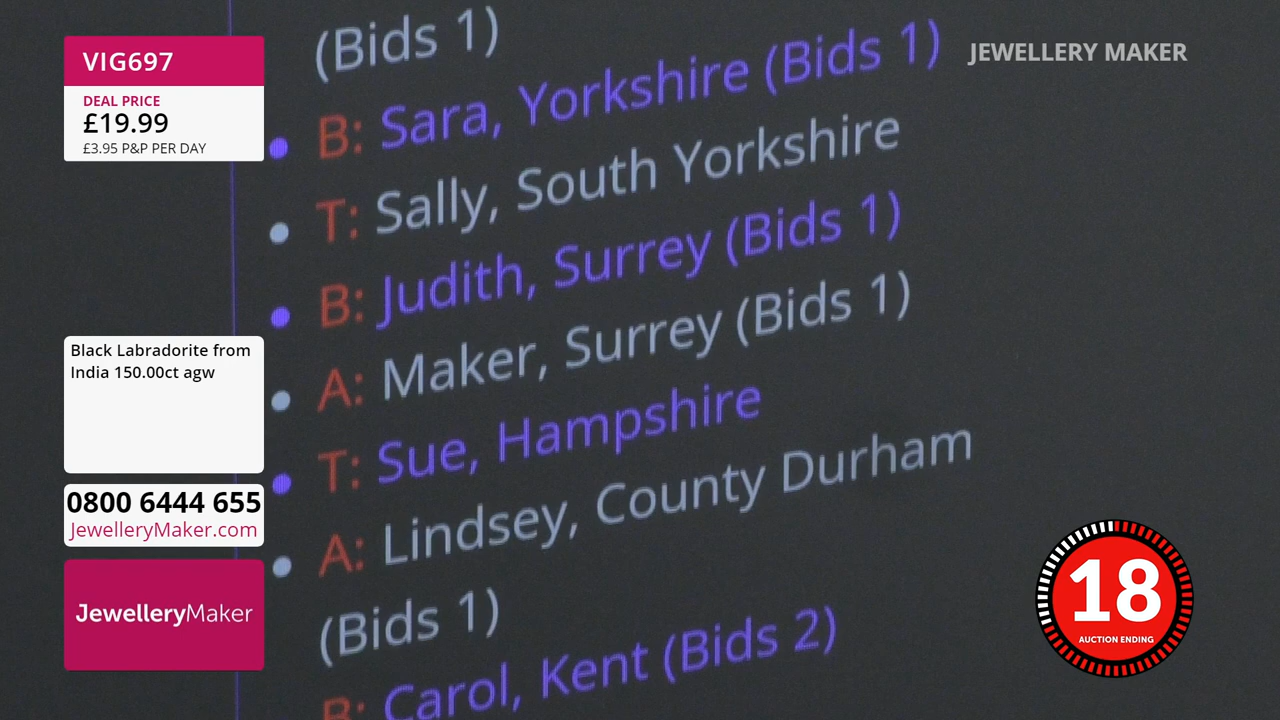 VIG697
DEAL PRICE
£19.99
£3.95 P&P PER DAY
JEWELLERY MAKER
(Bids 1)
B: Sara, Yorkshire (Bids 1)
T: Sally, South Yorkshire
B: Judith, Surrey (Bids 1)
A: Maker, Surrey (Bids 1)
T: Sue, Hampshire
A: Lindsey, County Durham
(Bids 1)
B: Carol, Kent (Bids 2)
Black Labradorite from
India 150.00ct agw
0800 6444 655
JewelleryMaker.com
JewelleryMaker
18
AUCTION ENDING